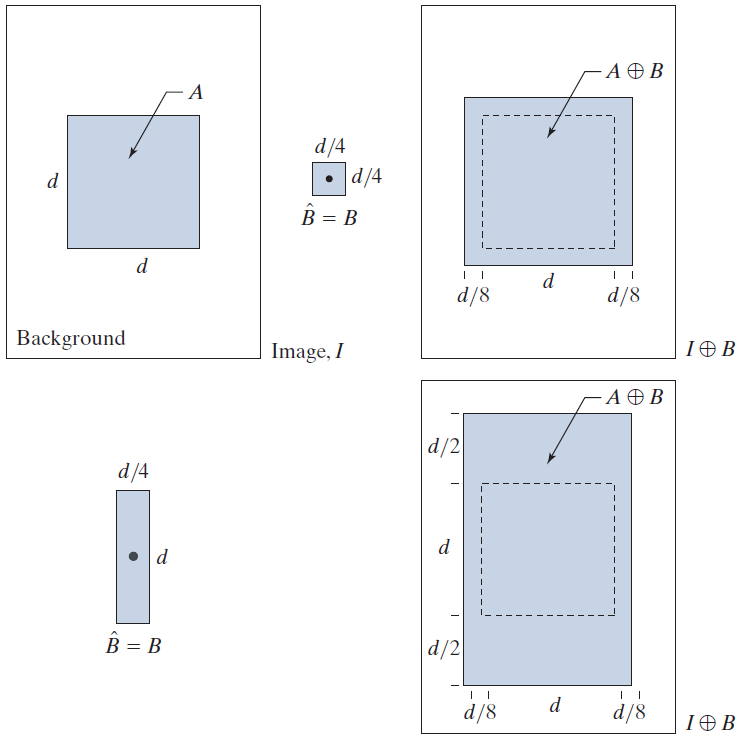 A
d
d
Background
Image, I
d/4
d/4
B̂ = B
A ⊕ B
d
d/8
d/8
I ⊕ B
d/4
d
B̂ = B
A ⊕ B
d/2
d
d/2
d/8
d
d/8
I ⊕ B